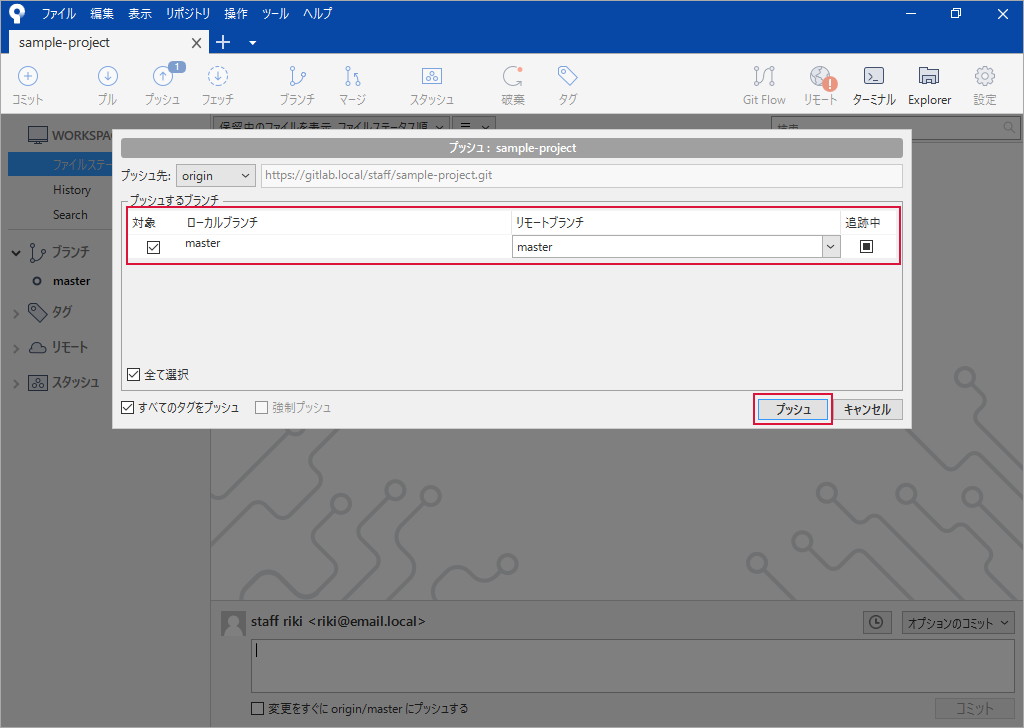 ファイル 編集 表示 リポジトリ 操作 ツール ヘルプ
sample-project
1
コミット プル プッシュ フェッチ ブランチ マージ スタッシュ 破棄 タグ Git Flow リモート ターミナル Explorer 設定
保留中のファイルを表示, ファイルステータス順
検索
WORKSPA
ファイルステー
History
Search
ブランチ
master
タグ
リモート
スタッシュ
プッシュ : sample-project
プッシュ先: origin https://gitlab.local/staff/sample-project.git
プッシュするブランチ
対象 ローカルブランチ リモートブランチ 追跡中
master master
全て選択
すべてのタグをプッシュ 強制プッシュ プッシュ キャンセル
staff riki <riki@email.local> オプションのコミット
変更をすぐに origin/master にプッシュする コミット